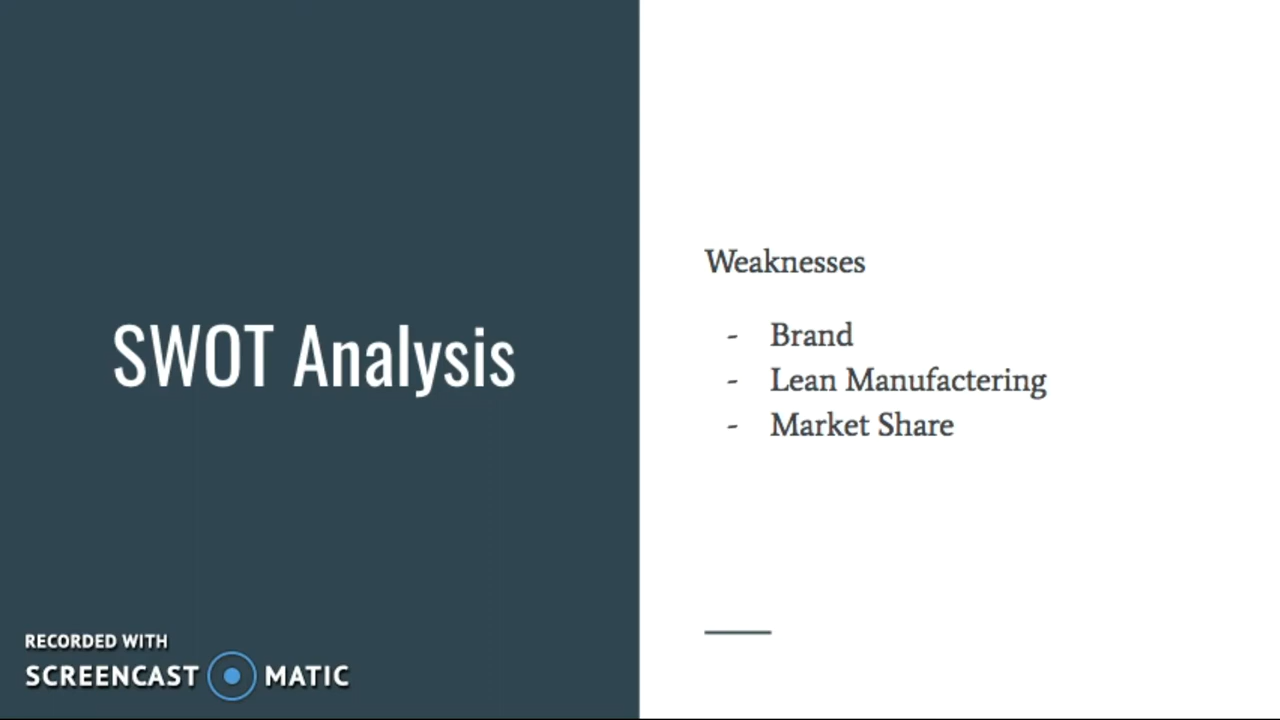 SWOT Analysis
Weaknesses
- Brand
- Lean Manufactering
- Market Share
RECORDED WITH
SCREENCAST MATIC